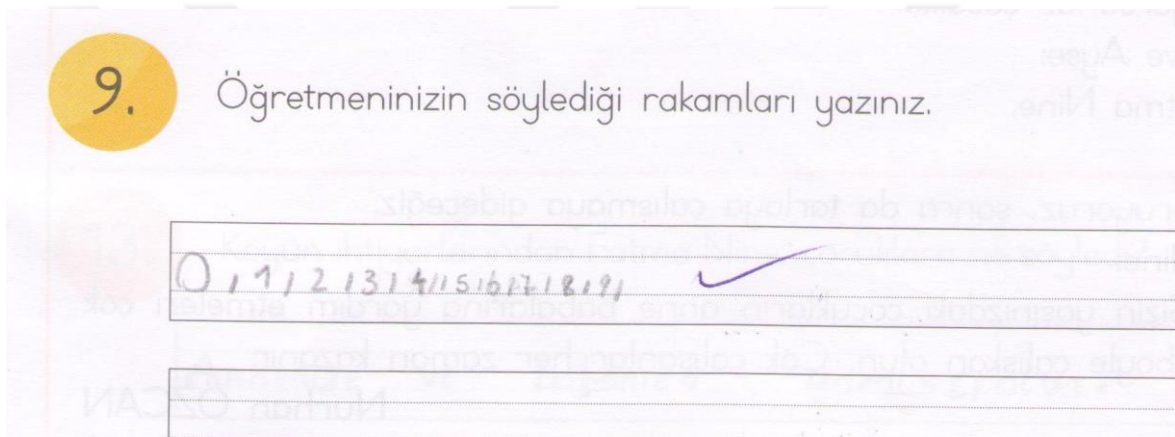 9. Öğretmeninizin söylediği rakamları yazınız.
0, 1, 2, 3, 4, 5, 6, 7, 8, 9,